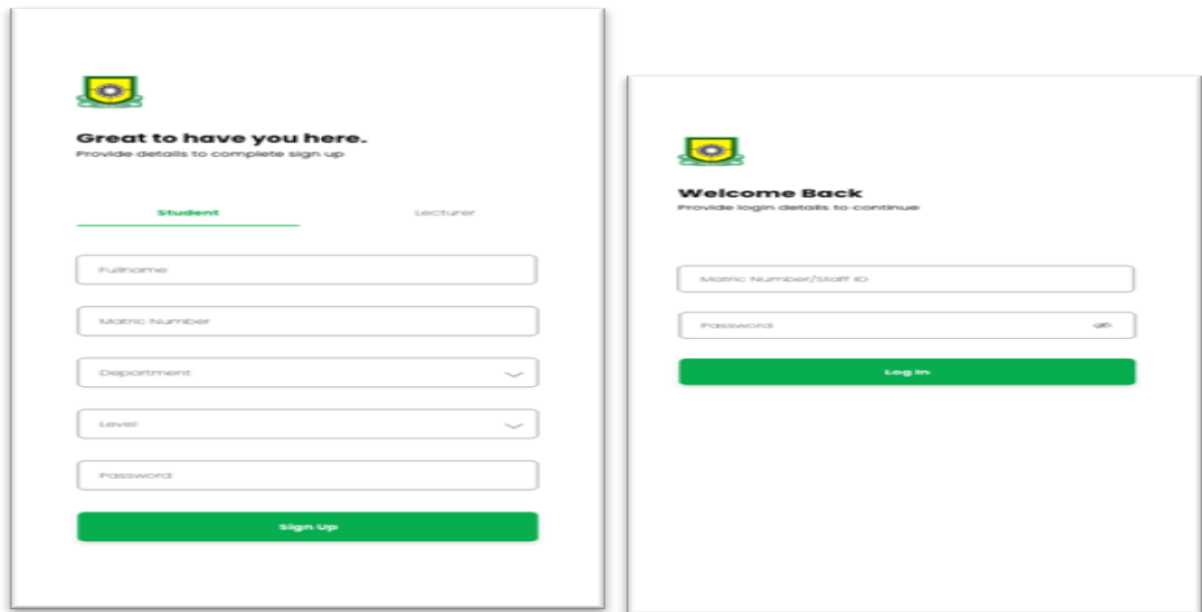 Great to have you here.
Provide details to complete sign up
Student
Lecturer
Fullname
Matric Number
Department
Level
Password
Sign Up
Welcome Back
Provide login details to continue
Matric Number/Staff ID
Password
Log In